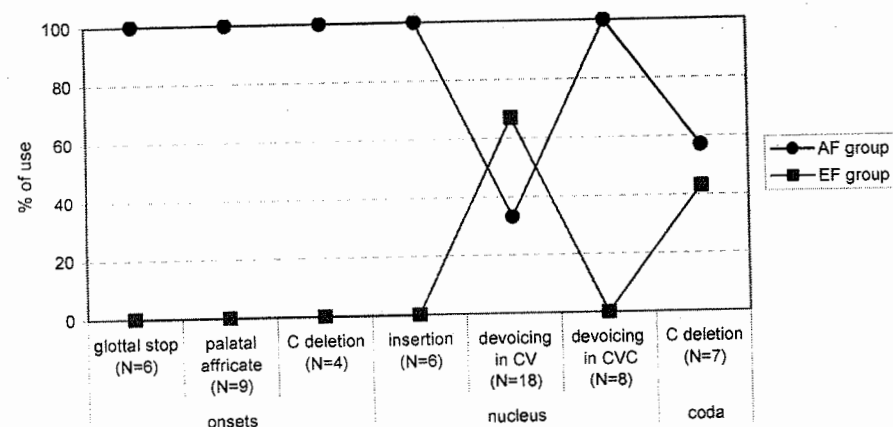 100
80
60
40
20
0
% of use
AF group
EF group
glottal stop
(N=6)
palatal
affricate
(N=9)
C deletion
(N=4)
insertion
(N=6)
devoicing
in CV
(N=18)
devoicing
in CVC
(N=8)
C deletion
(N=7)
onsets
nucleus
coda